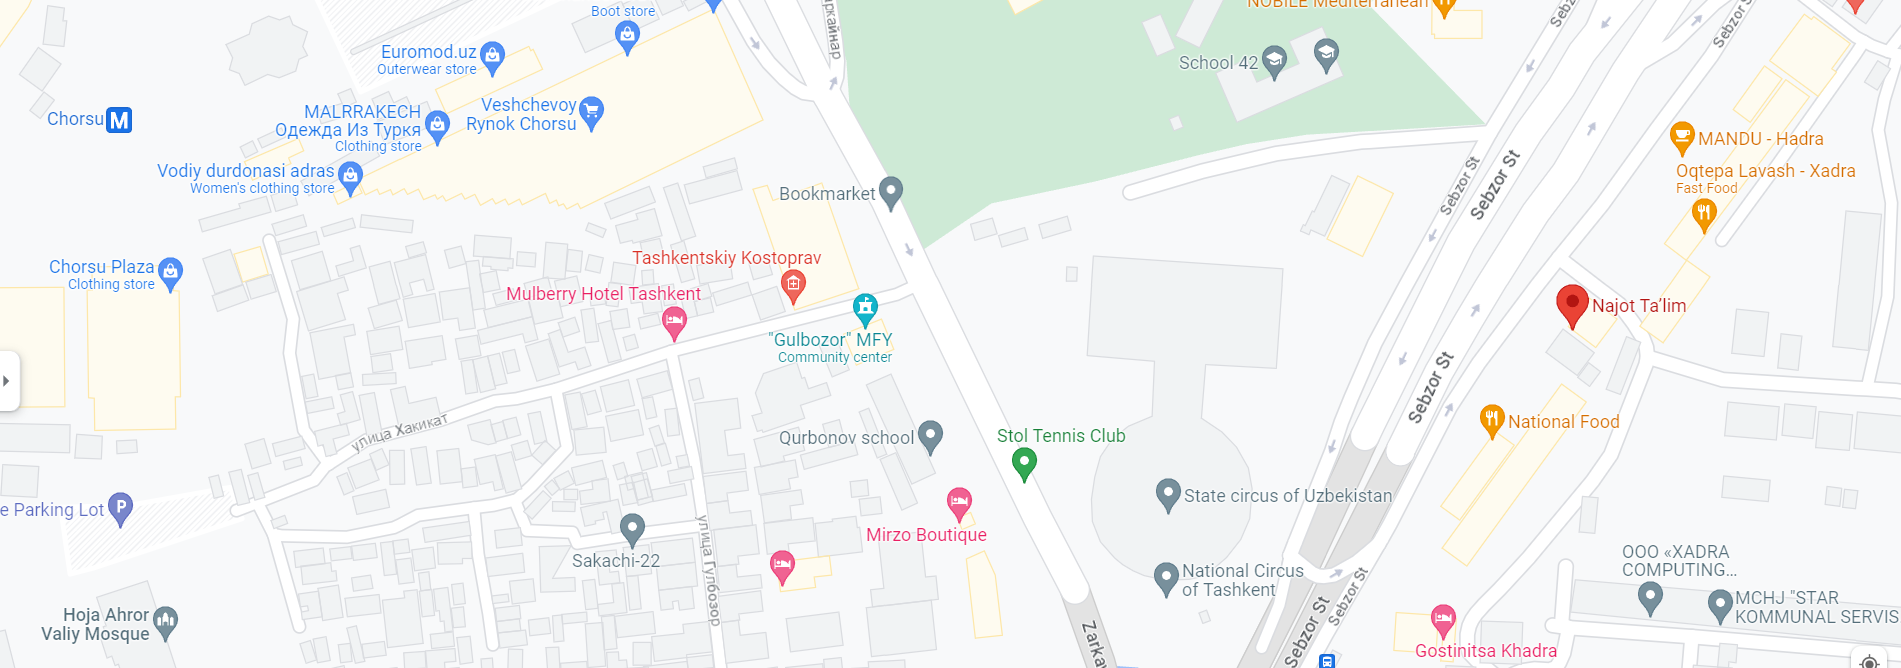 Boot store
Euromod.uz
Outerwear store
MALRRAKECH
Одежда Из Туркя
Clothing store
Veshchevoy
Rynok Chorsu
Chorsu M
Vodiy durdonasi adras
Women's clothing store
Chorsu Plaza
Clothing store
NOBILE Mediterranean
School 42
Sebzor St
Sebzor St
Sebzor St
Sebzor St
MANDU - Hadra
Oqtepa Lavash - Xadra
Fast Food
Bookmarket
Tashkentskiy Kostoprav
Mulberry Hotel Tashkent
"Gulbozor" MFY
Community center
Najot Ta'lim
Sebzor St
National Food
улица Хакикат
Qurbonov school
Stol Tennis Club
State circus of Uzbekistan
e Parking Lot P
Mirzo Boutique
Sakachi-22
улица Гулбозор
National Circus
of Tashkent
ООО «XADRA
COMPUTING...
MCHJ "STAR
KOMMUNAL SERVIS
Hoja Ahror
Valiy Mosque
Sebzor St
Sebzor St
Gostinitsa Khadra